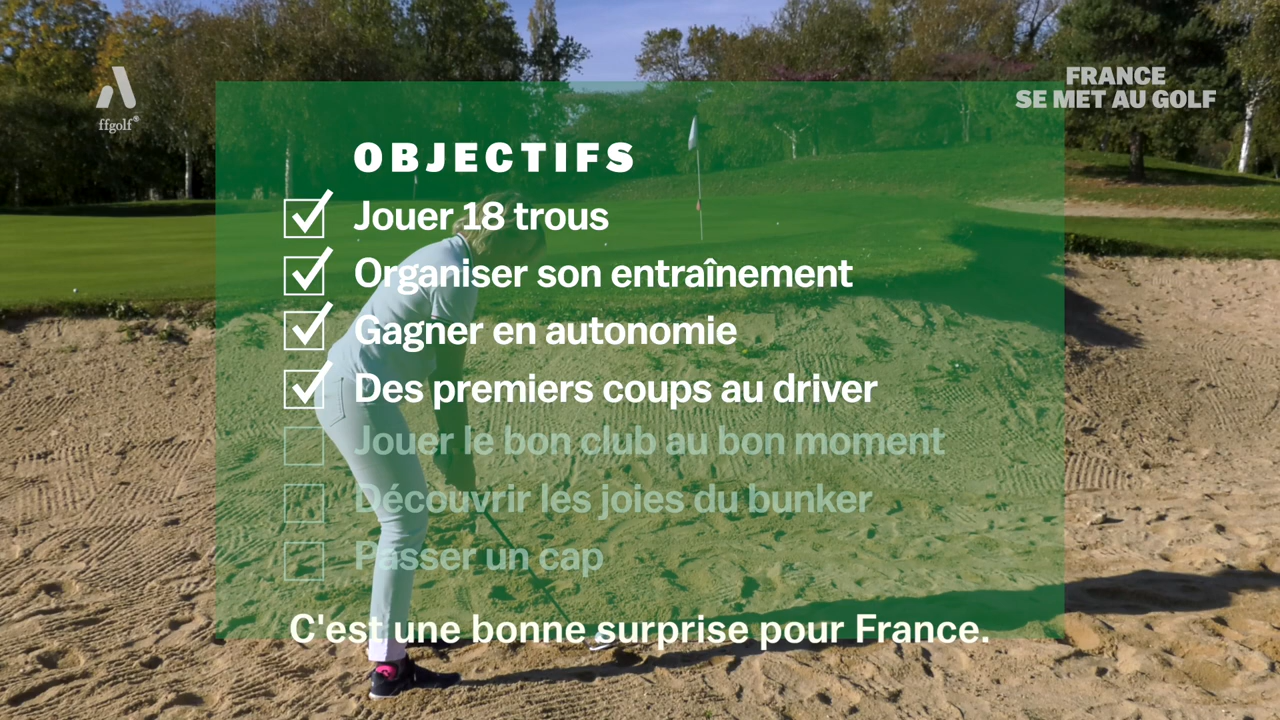 ffgolf®
FRANCE
SE MET AU GOLF
OBJECTIFS
Jouer 18 trous
Organiser son entraînement
Gagner en autonomie
Des premiers coups au driver
Jouer le bon club au bon moment
Découvrir les joies du bunker
Passer un cap
C'est une bonne surprise pour France.